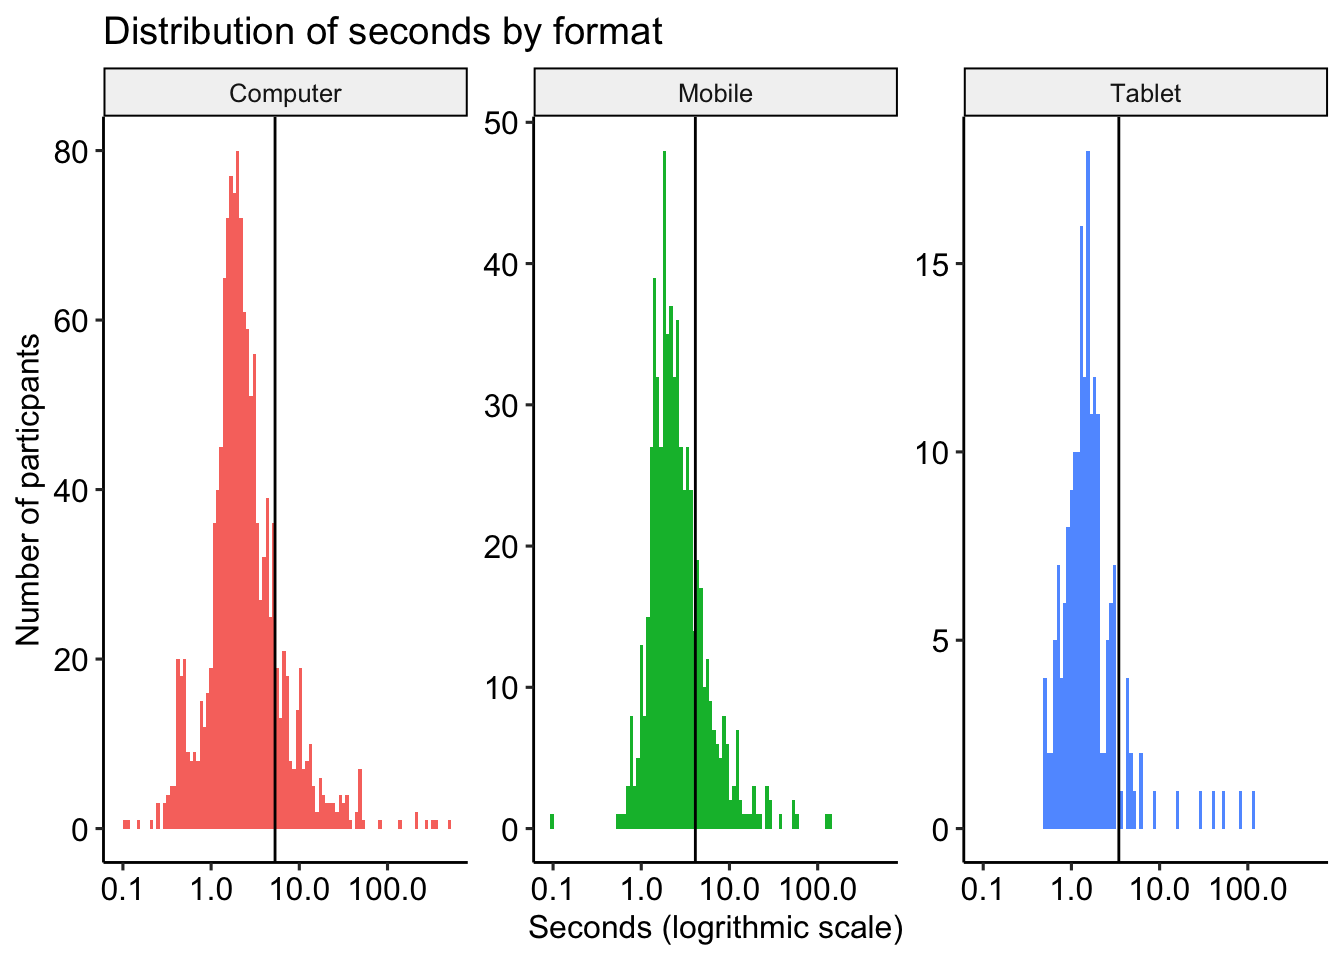 Distribution of seconds by format
Computer
Mobile
Tablet
Number of particpants
80
60
40
20
0
50
40
30
20
10
0
15
10
5
0
0.1 1.0 10.0 100.0
0.1 1.0 10.0 100.0
0.1 1.0 10.0 100.0
Seconds (logrithmic scale)